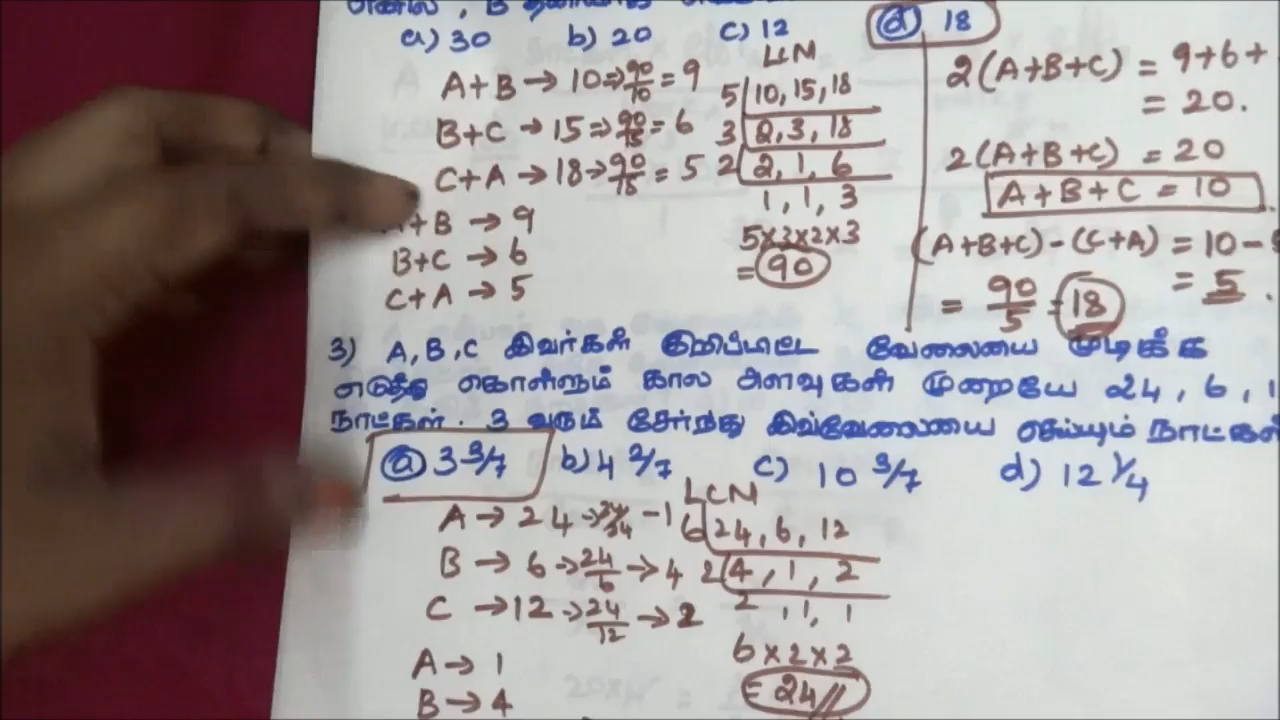 a) 30 b) 20 c) 12 d) 18
A+B → 10 ⇒ 90/10 = 9
B+C → 15 ⇒ 90/15 = 6
C+A → 18 → 90/15 = 5
A+B → 9
B+C → 6
C+A → 5
LCM
5 | 10, 15, 18
3 | 2, 3, 18
2 | 2, 1, 6
1, 1, 3
5×3×2×3
= 90
2(A+B+C) = 9+6+
= 20.
2(A+B+C) = 20
A+B+C = 10
(A+B+C) - (C+A) = 10 -
= 5
= 90/5 = 18
3) A, B, C இவர்கள் குறிப்பிட்ட வேலையை முடிக்க
எடுத்து கொள்ளும் கால அளவுகள் முறையே 24, 6, 1
நாட்கள். 3 வரும் சேர்ந்து இவ்வேலையை செய்யும் நாட்கள்
a) 3 3/7 b) 4 2/7 c) 10 3/7 d) 12 1/4
A → 24 → 24/24 - 1
B → 6 → 24/6 → 4
C → 12 → 24/12 → 2
A → 1
B → 4
LCM
6 | 24, 6, 12
2 | 4, 1, 2
2, 1, 1
6×2×2
= 24//